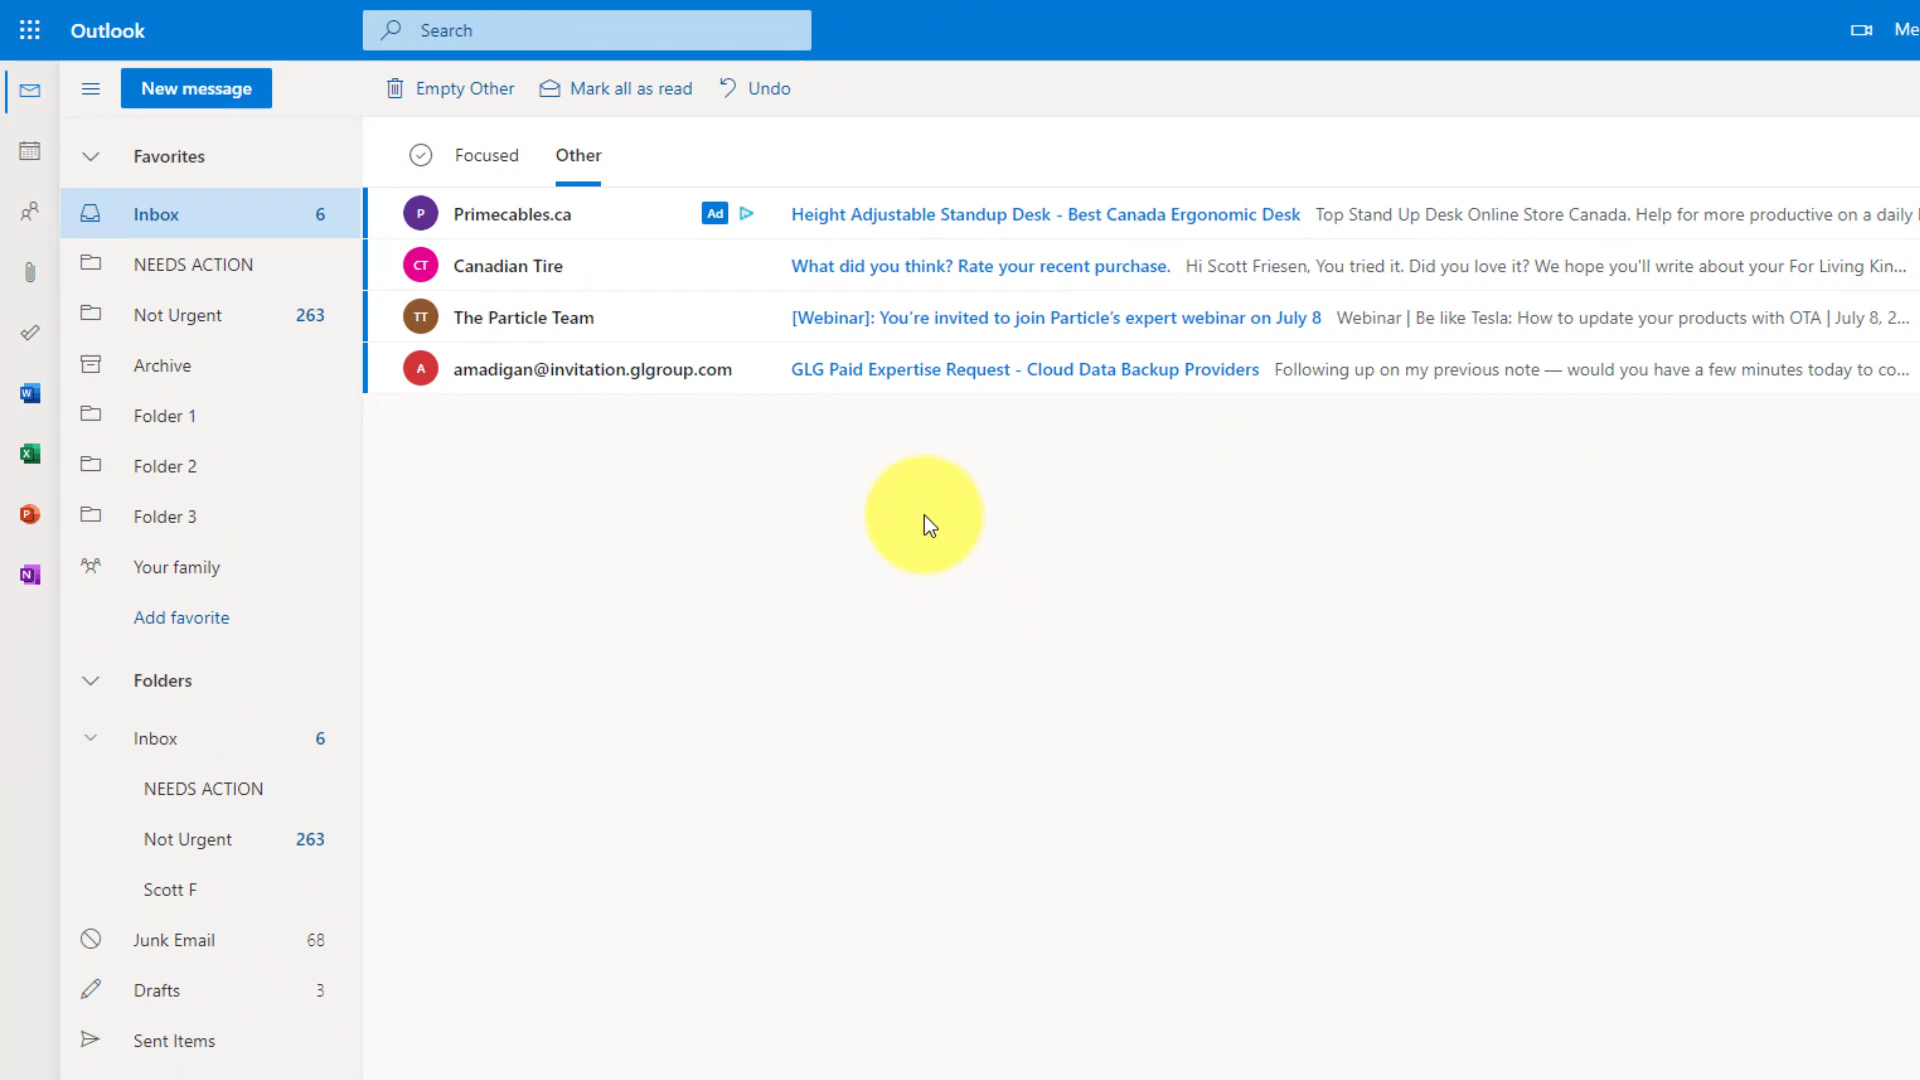 Outlook
Search
Me
New message
Empty Other
Mark all as read
Undo
Favorites
Inbox 6
NEEDS ACTION
Not Urgent 263
Archive
Folder 1
Folder 2
Folder 3
Your family
Add favorite
Folders
Inbox 6
NEEDS ACTION
Not Urgent 263
Scott F
Junk Email 68
Drafts 3
Sent Items
W
X
P
N
Focused Other
P Primecables.ca Ad Height Adjustable Standup Desk - Best Canada Ergonomic Desk Top Stand Up Desk Online Store Canada. Help for more productive on a daily
CT Canadian Tire What did you think? Rate your recent purchase. Hi Scott Friesen, You tried it. Did you love it? We hope you'll write about your For Living Kin...
TT The Particle Team [Webinar]: You're invited to join Particle's expert webinar on July 8 Webinar | Be like Tesla: How to update your products with OTA | July 8, 2...
A amadigan@invitation.glgroup.com GLG Paid Expertise Request - Cloud Data Backup Providers Following up on my previous note — would you have a few minutes today to co...